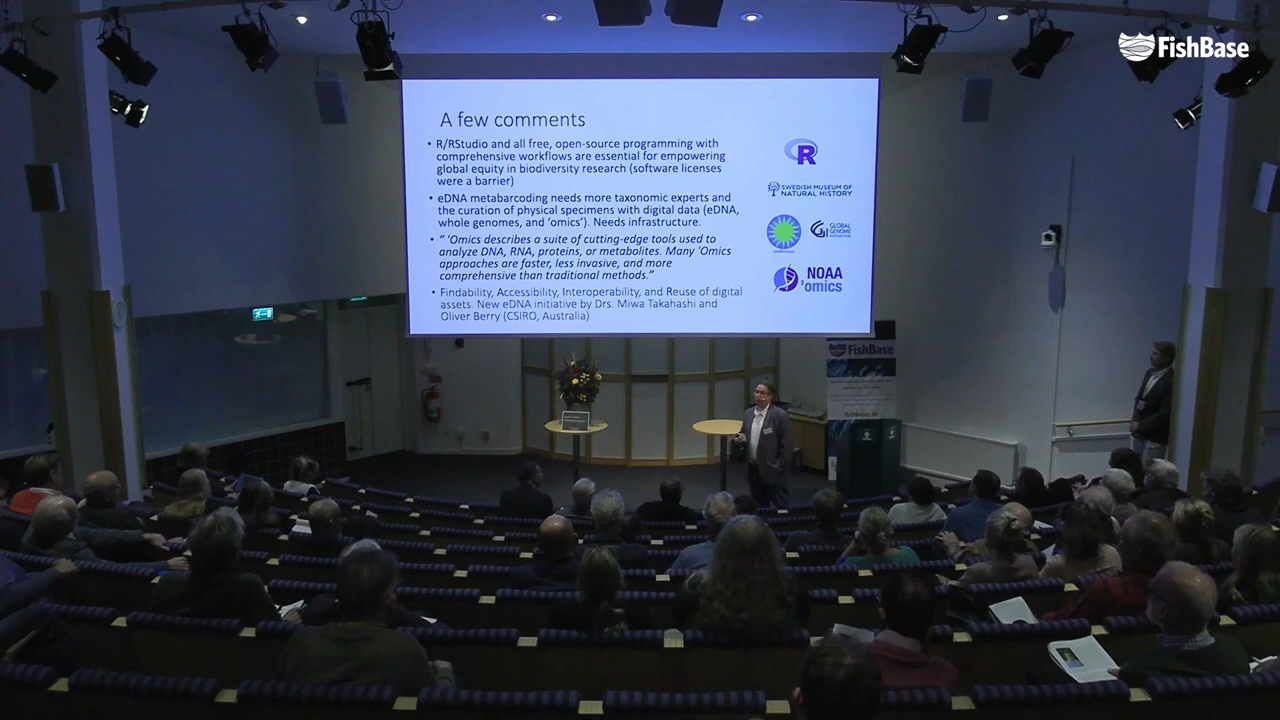 FishBase
A few comments
• R/RStudio and all free, open-source programming with
comprehensive workflows are essential for empowering
global equity in biodiversity research (software licenses
were a barrier)
• eDNA metabarcoding needs more taxonomic experts and
the curation of physical specimens with digital data (eDNA,
whole genomes, and ‘omics’). Needs infrastructure.
• “ ‘Omics describes a suite of cutting-edge tools used to
analyze DNA, RNA, proteins, or metabolites. Many ‘Omics
approaches are faster, less invasive, and more
comprehensive than traditional methods.”
• Findability, Accessibility, Interoperability, and Reuse of digital
assets. New eDNA initiative by Drs. Miwa Takahashi and
Oliver Berry (CSIRO, Australia)
R
SWEDISH MUSEUM OF
NATURAL HISTORY
GLOBAL
GENOME
INITIATIVE
NOAA
‘omics
FishBase
fishbase.se